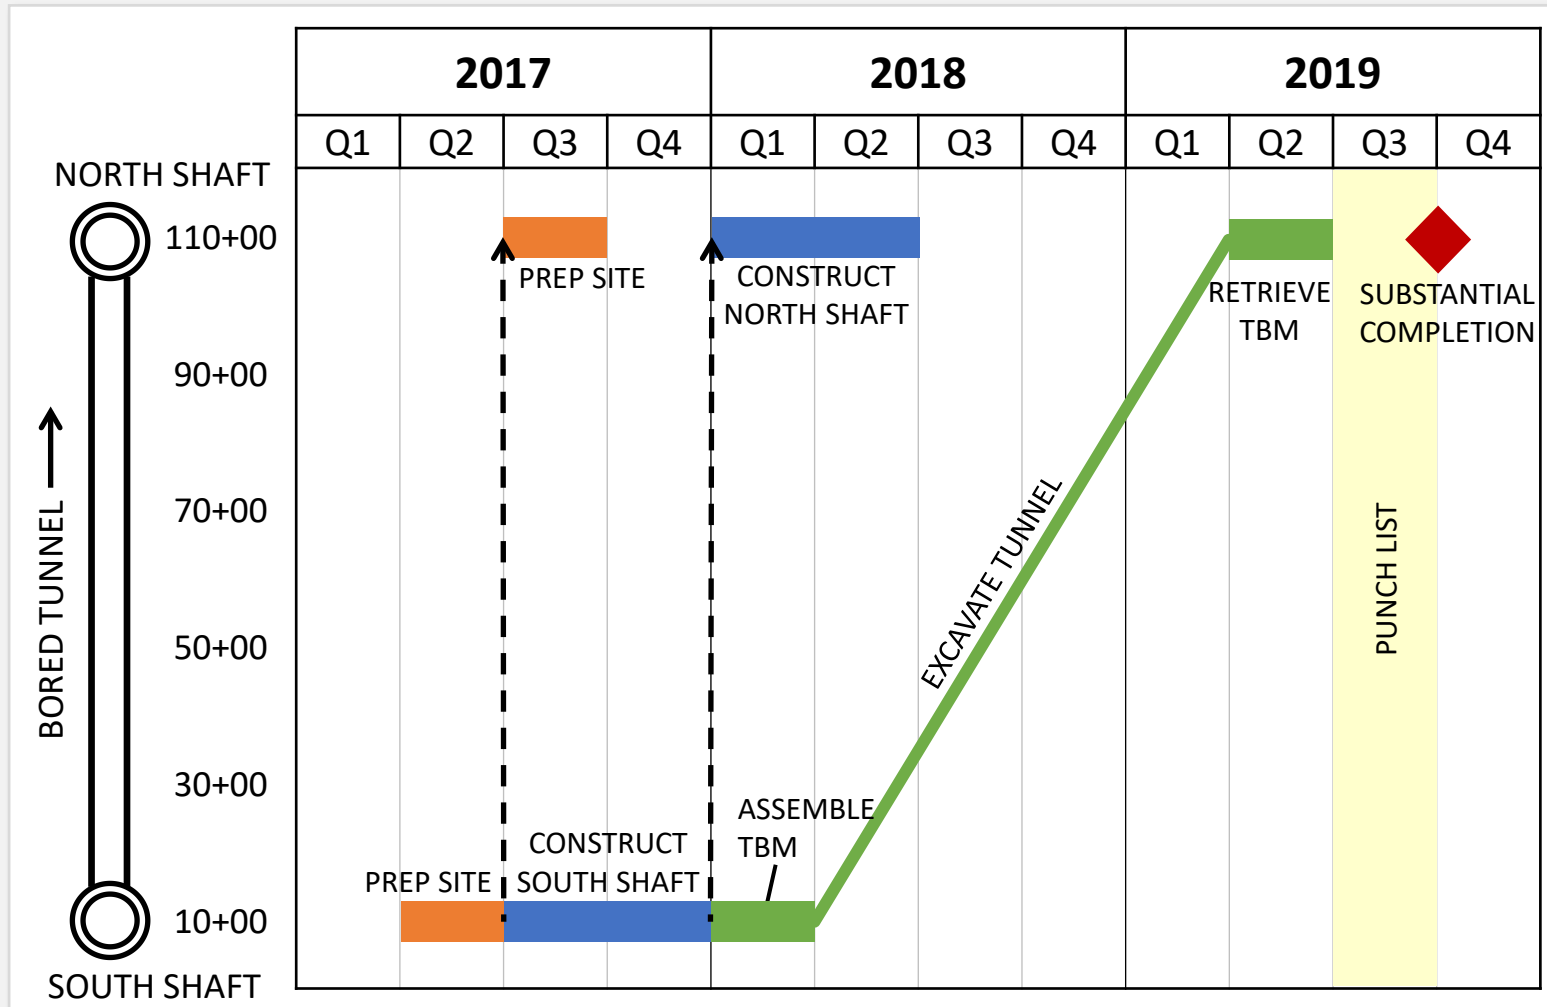 2017
2018
2019
Q1
Q2
Q3
Q4
Q1
Q2
Q3
Q4
Q1
Q2
Q3
Q4
NORTH SHAFT
110+00
90+00
70+00
50+00
30+00
10+00
SOUTH SHAFT
BORED TUNNEL
PREP SITE
CONSTRUCT
NORTH SHAFT
RETRIEVE
TBM
SUBSTANTIAL
COMPLETION
EXCAVATE TUNNEL
PUNCH LIST
ASSEMBLE
TBM
CONSTRUCT
SOUTH SHAFT
PREP SITE